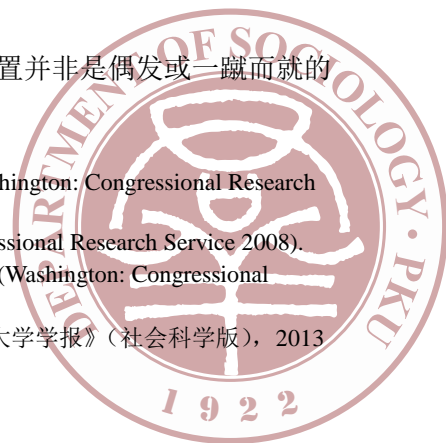 置并非是偶发或一蹴而就的
hington: Congressional Research
ssional Research Service 2008).
(Washington: Congressional
大学学报》（社会科学版），2013
DEPARTMENT OF SOCIOLOGY · PKU
1922